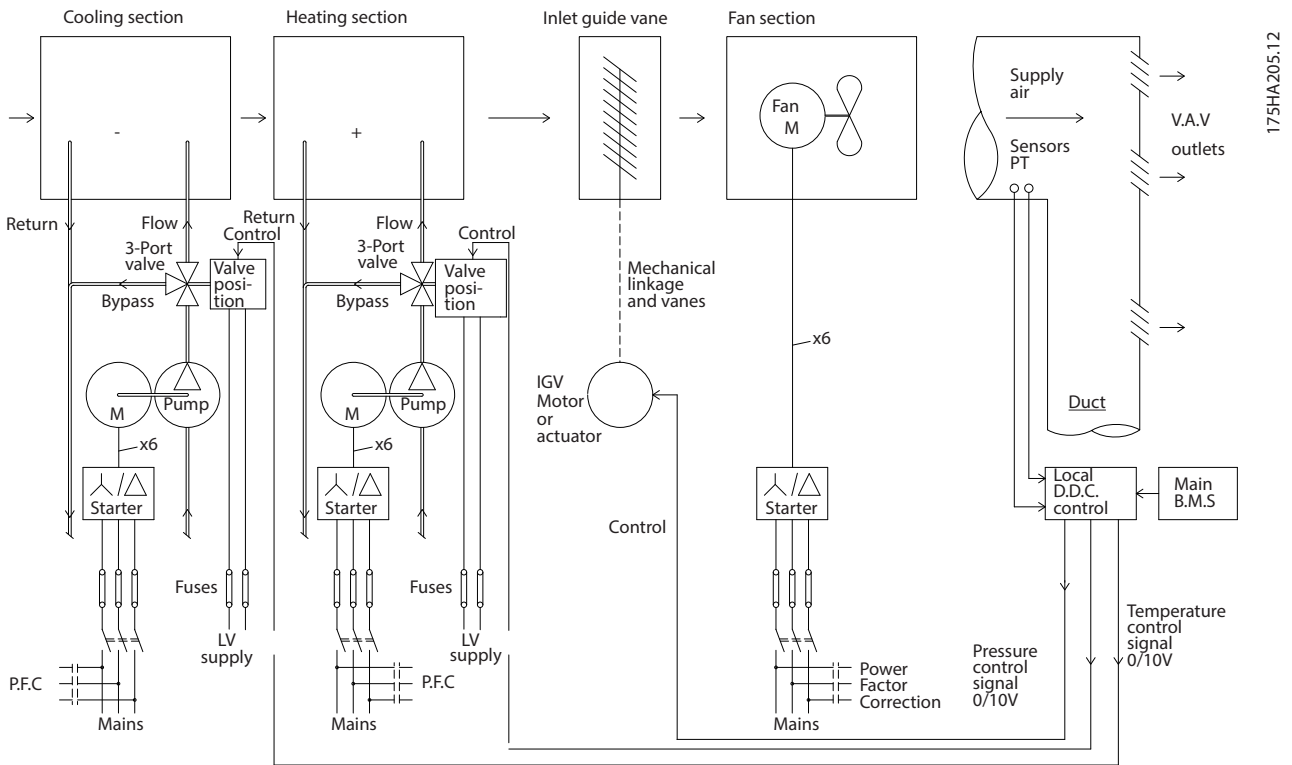 Cooling section
Heating section
Inlet guide vane
Fan section
175HA205.12
-
+
Fan
M
Supply
air
Sensors
PT
V.A.V
outlets
Return
Flow
3-Port
valve
Bypass
Return
Control
Valve
posi-
tion
Flow
3-Port
valve
Bypass
Control
Valve
posi-
tion
Mechanical
linkage
and vanes
x6
M
Pump
x6
M
Pump
x6
IGV
Motor
or
actuator
Duct
Starter
Starter
Starter
Local
D.D.C.
control
Main
B.M.S
Control
Fuses
Fuses
LV
supply
LV
supply
P.F.C
Mains
P.F.C
Mains
Power
Factor
Correction
Mains
Pressure
control
signal
0/10V
Temperature
control
signal
0/10V